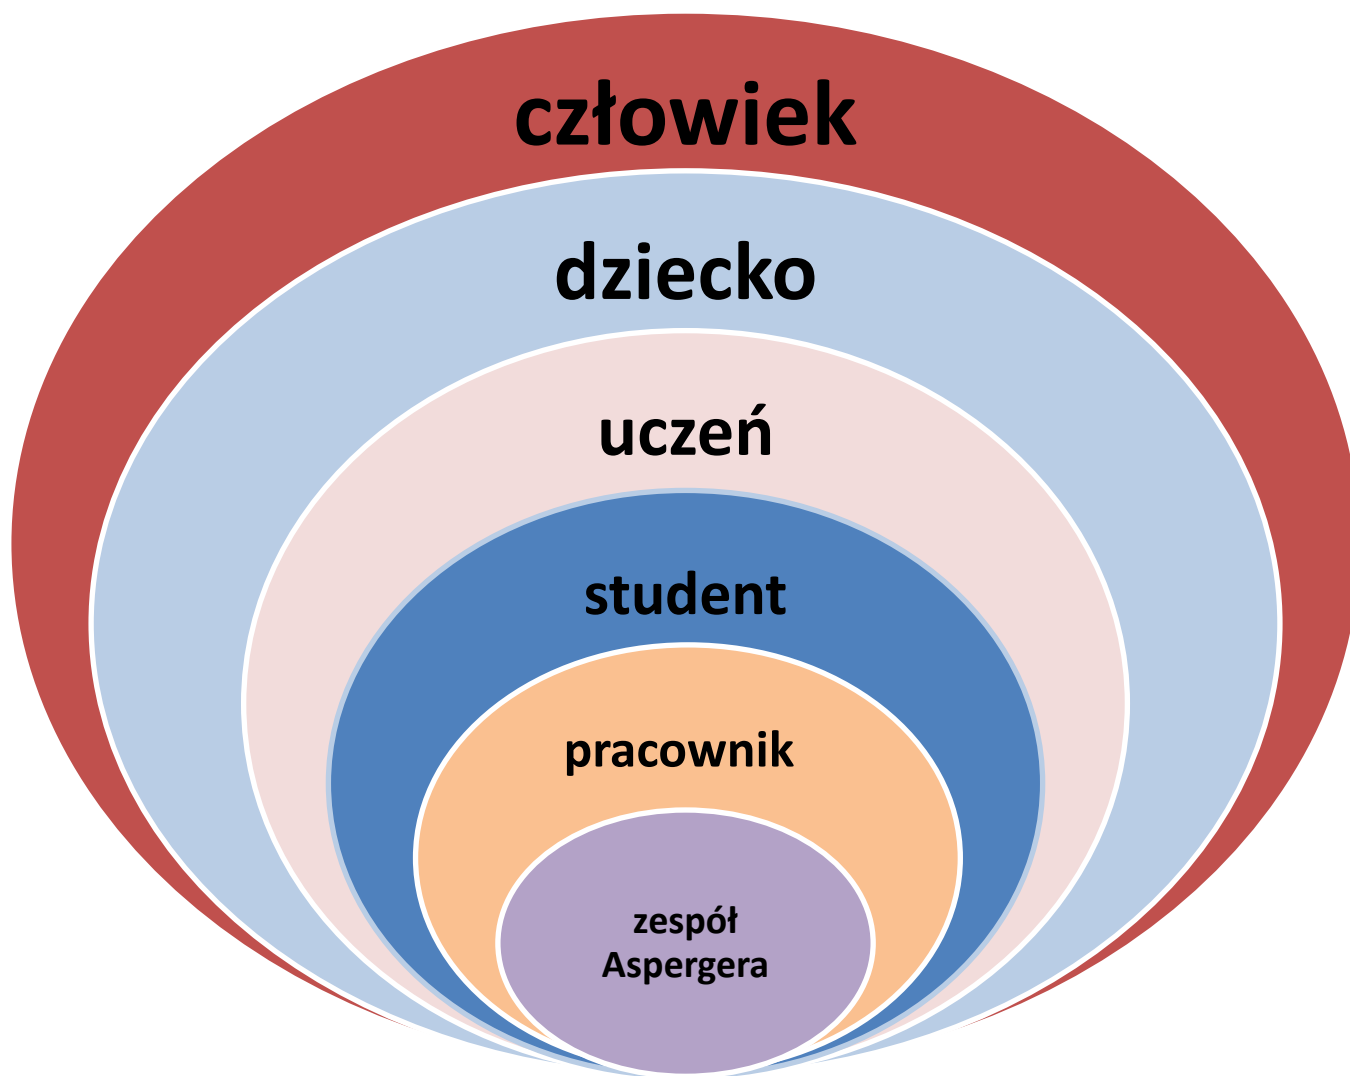 człowiek
dziecko
uczeń
student
pracownik
zespół
Aspergera